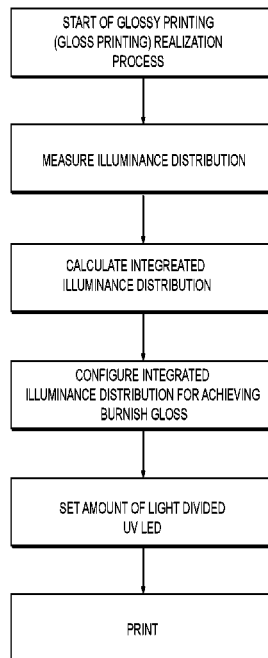 START OF GLOSSY PRINTING
(GLOSS PRINTING) REALIZATION
PROCESS
MEASURE ILLUMINANCE DISTRIBUTION
CALCULATE INTEGREATED
ILLUMINANCE DISTRIBUTION
CONFIGURE INTEGRATED
ILLUMINANCE DISTRIBUTION FOR ACHIEVING
BURNISH GLOSS
SET AMOUNT OF LIGHT DIVIDED
UV LED
PRINT